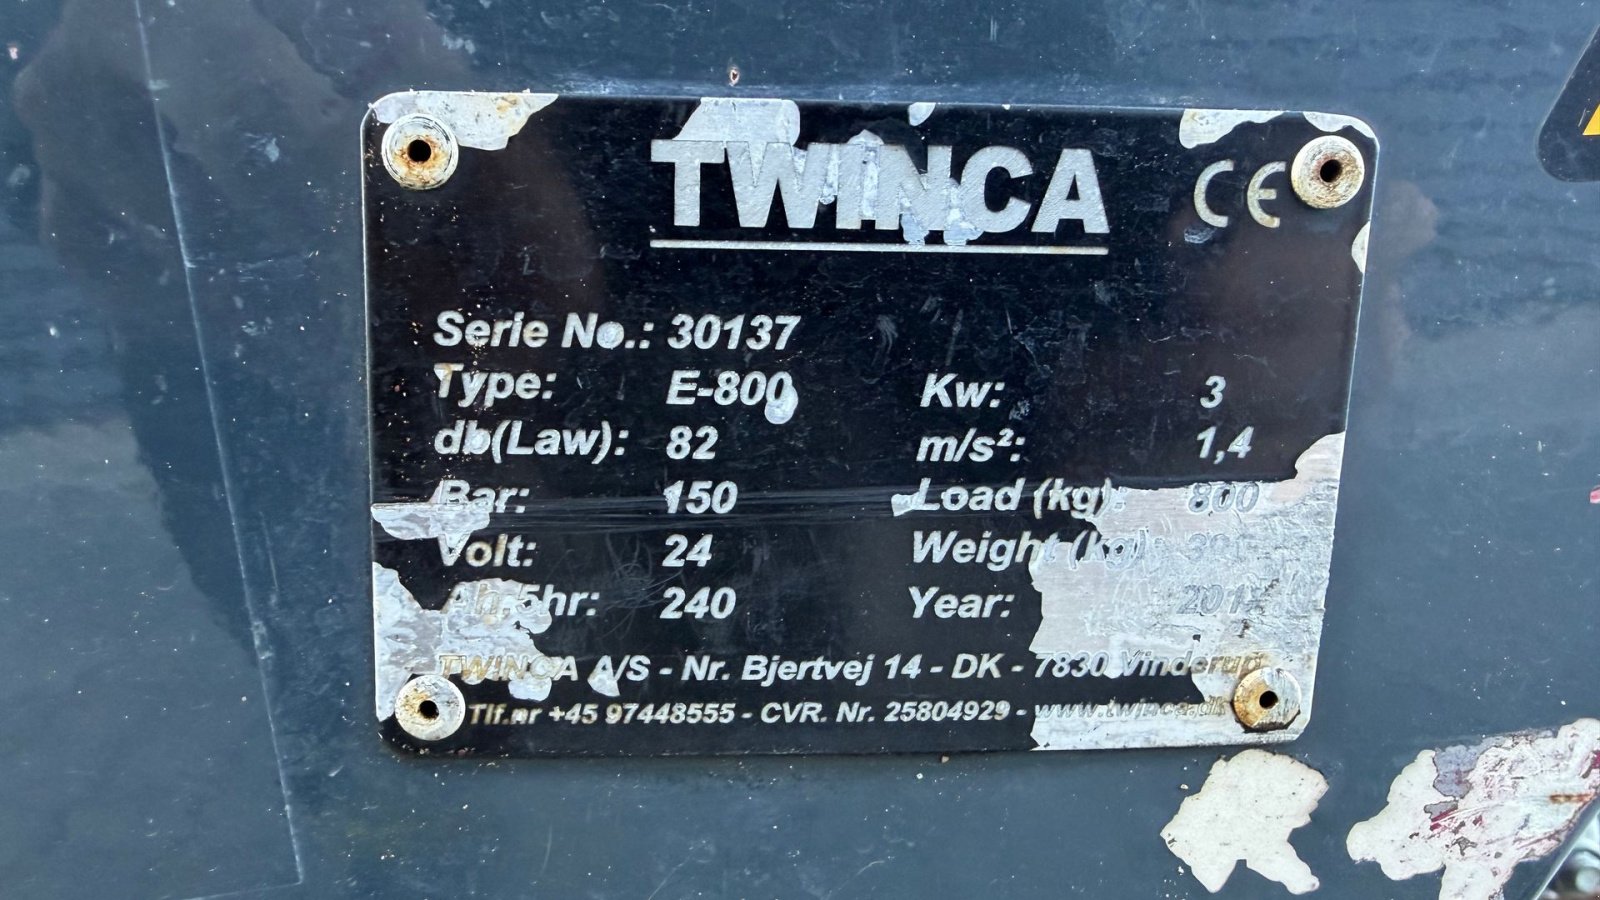 TWINCA CE
Serie No.: 30137
Type: E-800 Kw: 3
db(Law): 82 m/s²: 1,4
Bar: 150 Load (kg): 800
Volt: 24 Weight (kg):
Ah 5hr: 240 Year:
TWINCA A/S - Nr. Bjertvej 14 - DK - 7830 Vinderup
Tlf.nr +45 97448555 - CVR. Nr. 25804929 - www.twinca.dk